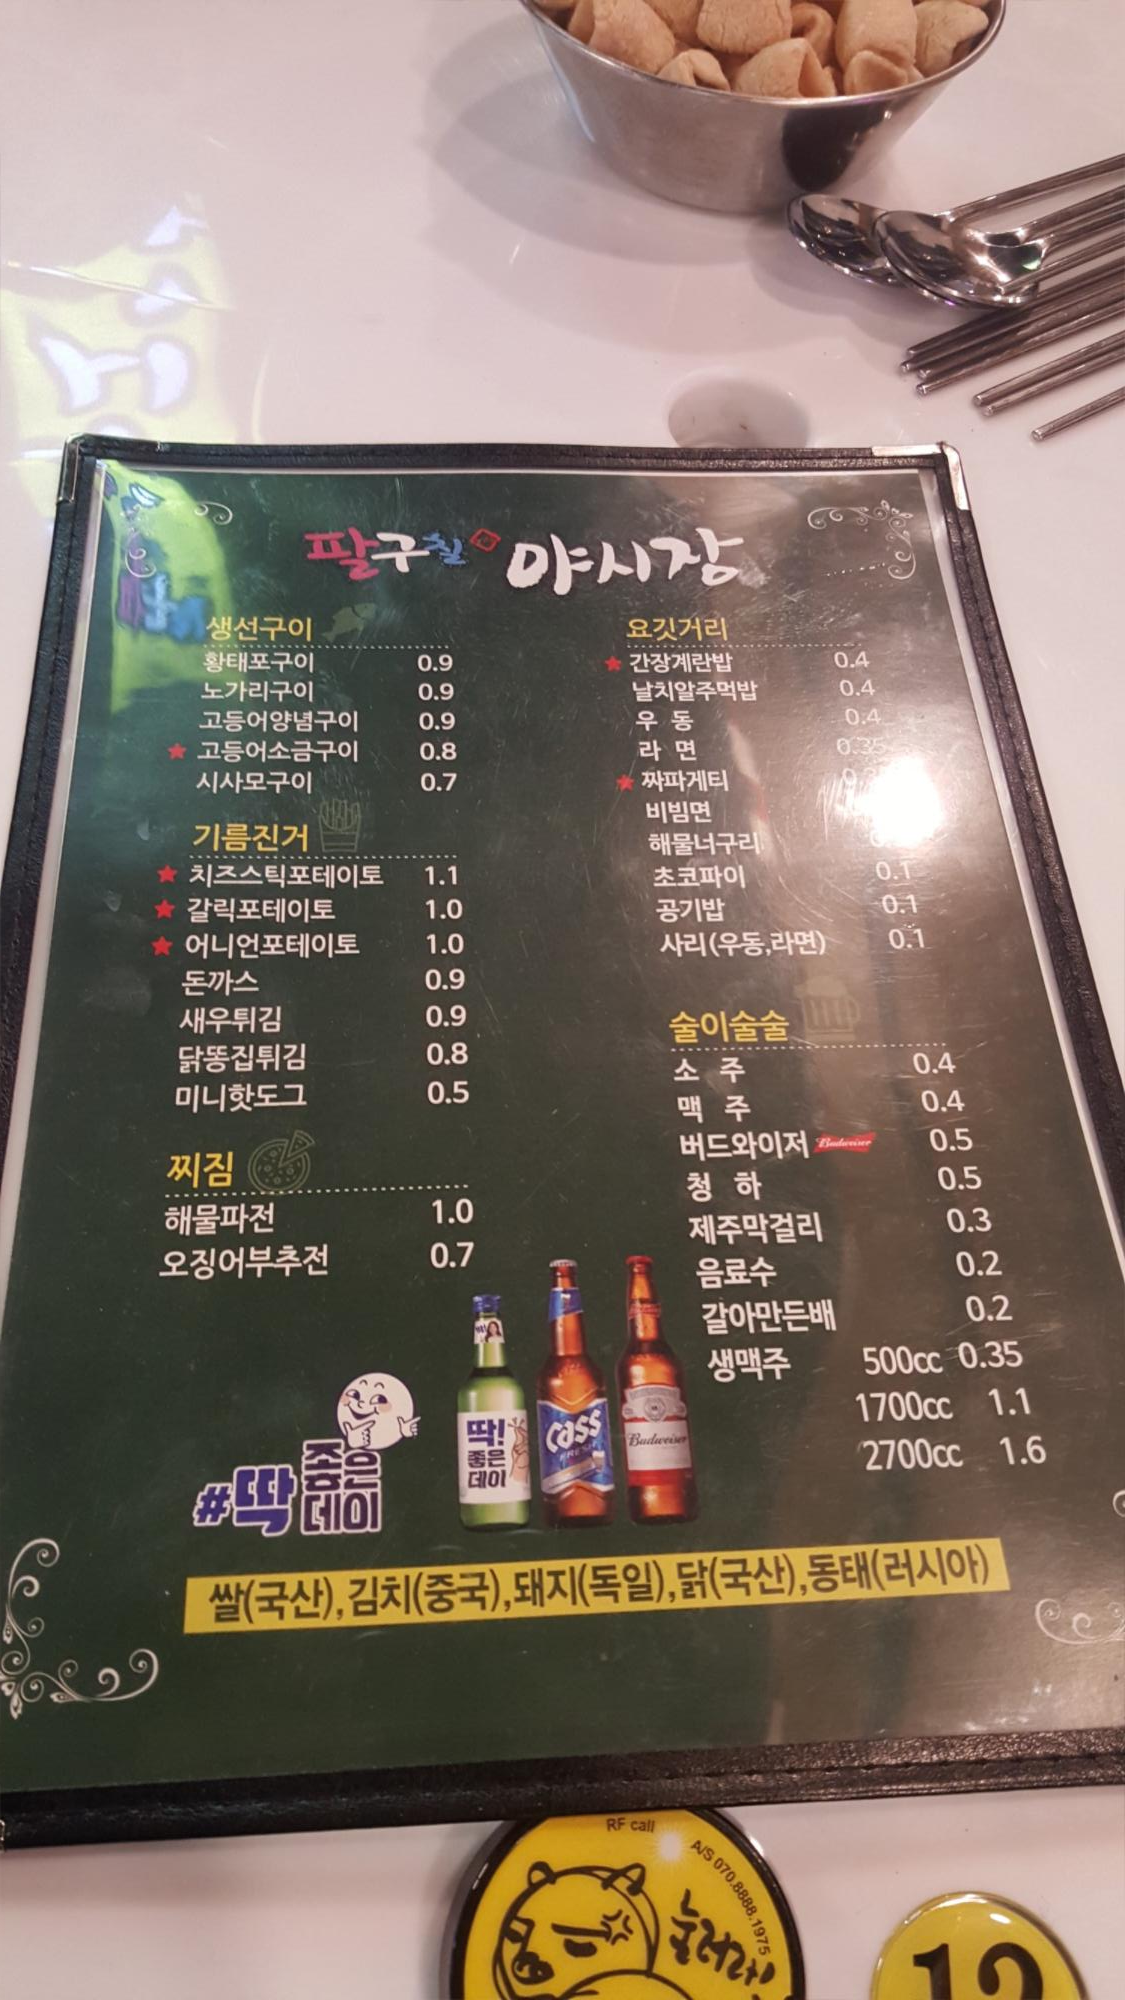 팔구칠 야시장
생선구이
황태포구이 0.9
노가리구이 0.9
고등어양념구이 0.9
고등어소금구이 0.8
시사모구이 0.7
기름진거
치즈스틱포테이토 1.1
갈릭포테이토 1.0
어니언포테이토 1.0
돈까스 0.9
새우튀김 0.9
닭똥집튀김 0.8
미니핫도그 0.5
찌짐
해물파전 1.0
오징어부추전 0.7
요깃거리
간장계란밥 0.4
날치알주먹밥 0.4
우 동 0.4
라 면 0.35
짜파게티
비빔면
해물너구리
초코파이 0.1
공기밥 0.1
사리(우동,라면) 0.1
술이술술
소 주 0.4
맥 주 0.4
버드와이저 Budweiser 0.5
청 하 0.5
제주막걸리 0.3
음료수 0.2
갈아만든배 0.2
생맥주 500cc 0.35
1700cc 1.1
2700cc 1.6
#딱 좋은데이
딱!
좋은
데이
Cass
FRESH
Budweiser
쌀(국산),김치(중국),돼지(독일),닭(국산),동태(러시아)
RF call
A/S 070.8888.1975
눌러라!
12